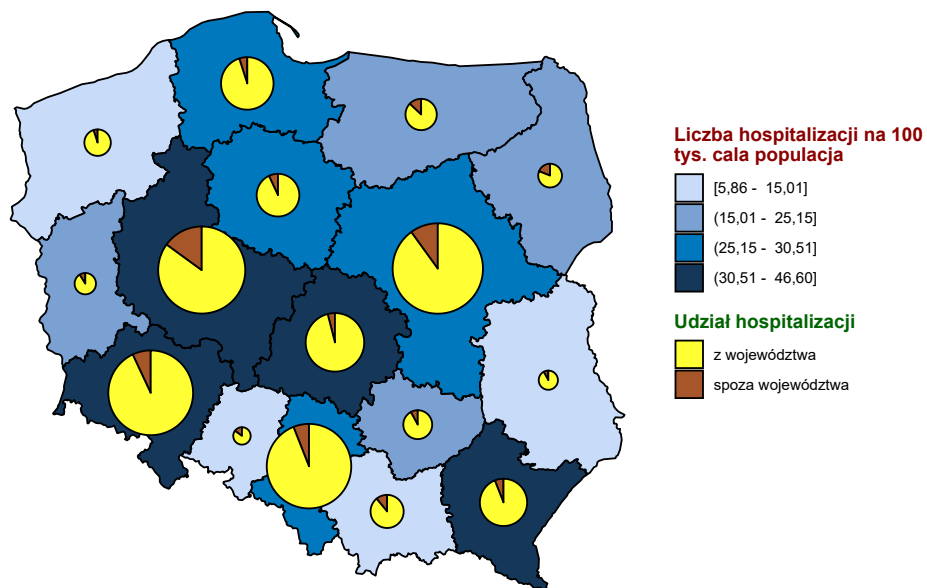 Liczba hospitalizacji na 100
tys. cala populacja
[5,86 - 15,01]
(15,01 - 25,15]
(25,15 - 30,51]
(30,51 - 46,60]
Udział hospitalizacji
z województwa
spoza województwa